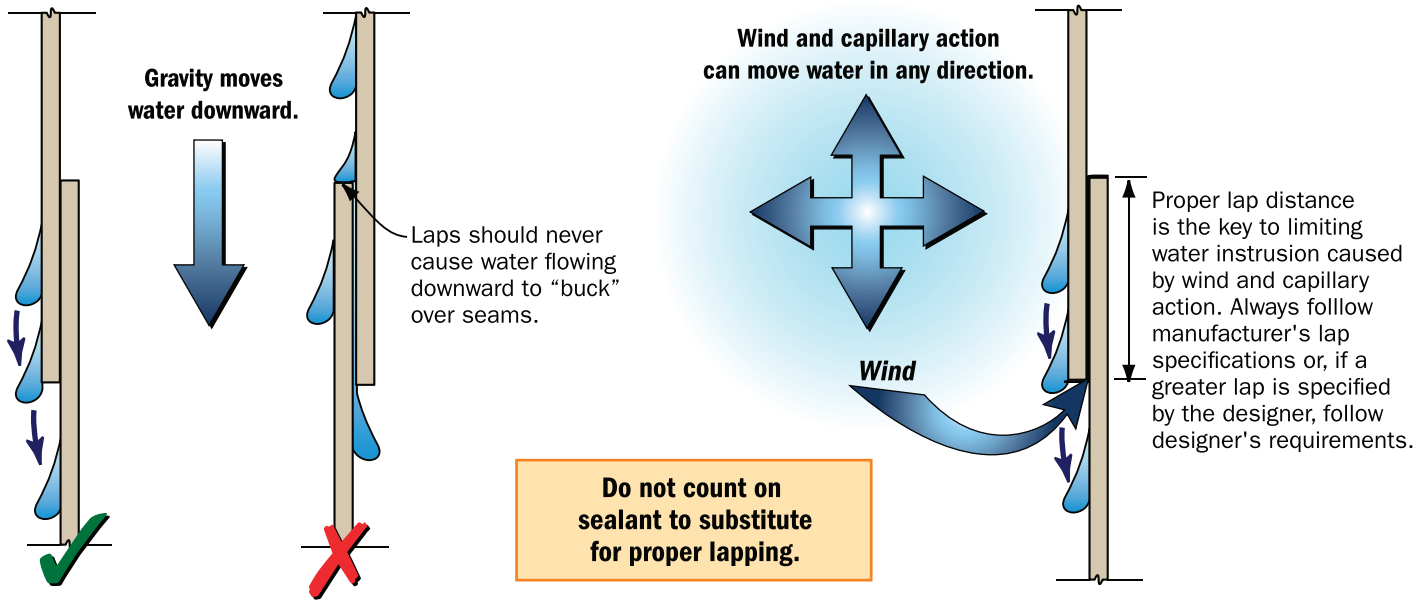 Gravity moves
water downward.
Laps should never
cause water flowing
downward to “buck”
over seams.
Wind and capillary action
can move water in any direction.
Wind
Proper lap distance
is the key to limiting
water instrusion caused
by wind and capillary
action. Always folllow
manufacturer's lap
specifications or, if a
greater lap is specified
by the designer, follow
designer's requirements.
Do not count on
sealant to substitute
for proper lapping.